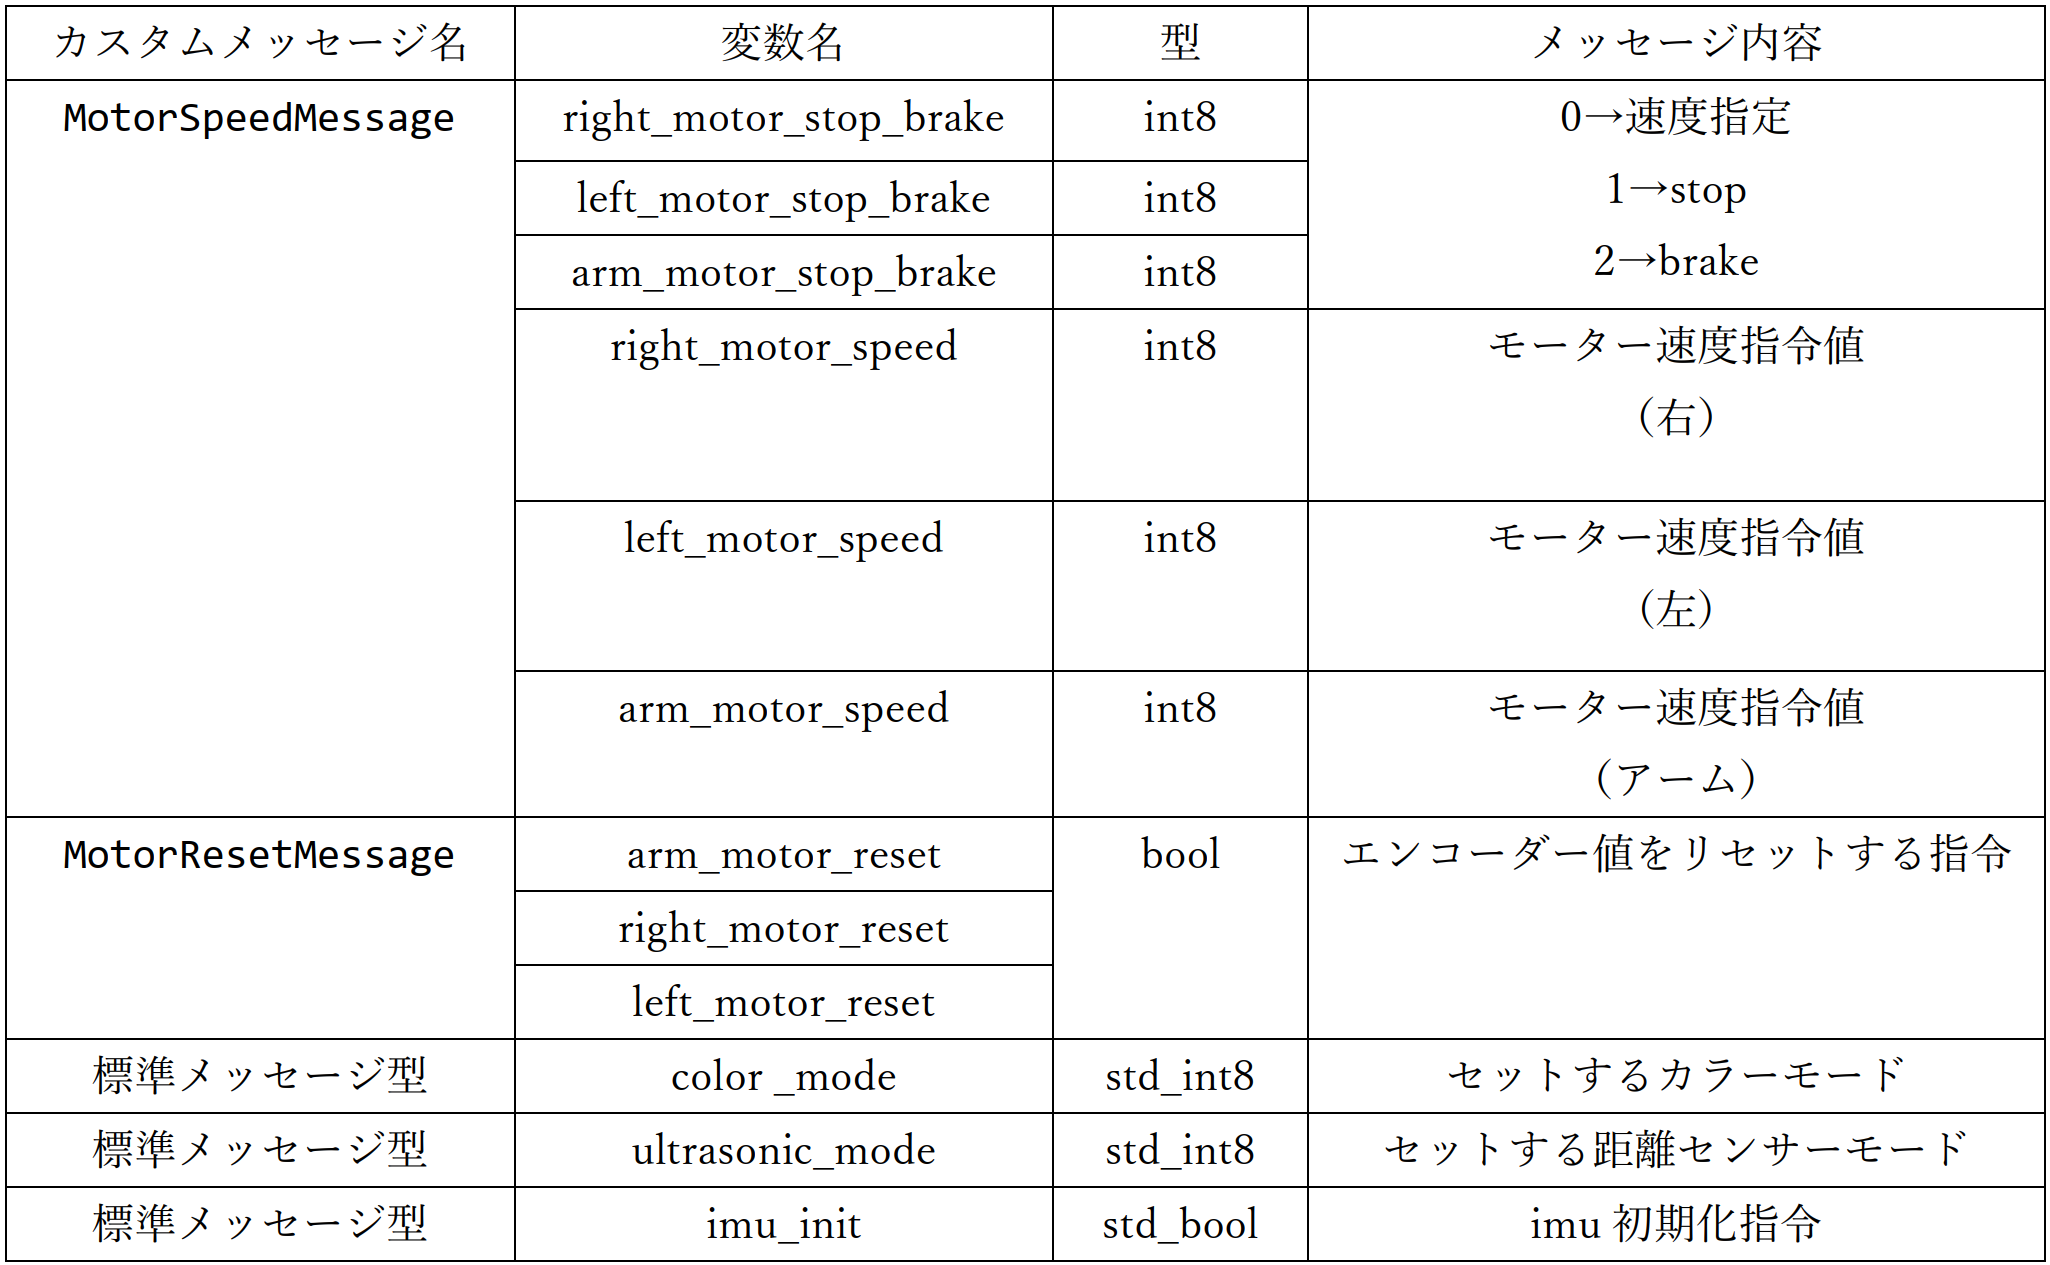 カスタムメッセージ名 変数名 型 メッセージ内容
MotorSpeedMessage right_motor_stop_brake int8 0→速度指定
1→stop
left_motor_stop_brake int8
2→brake
arm_motor_stop_brake int8
right_motor_speed int8 モーター速度指令値
（右）
left_motor_speed int8 モーター速度指令値
（左）
arm_motor_speed int8 モーター速度指令値
（アーム）
MotorResetMessage arm_motor_reset bool エンコーダー値をリセットする指令
right_motor_reset
left_motor_reset
標準メッセージ型 color _mode std_int8 セットするカラーモード
標準メッセージ型 ultrasonic_mode std_int8 セットする距離センサーモード
標準メッセージ型 imu_init std_bool imu 初期化指令